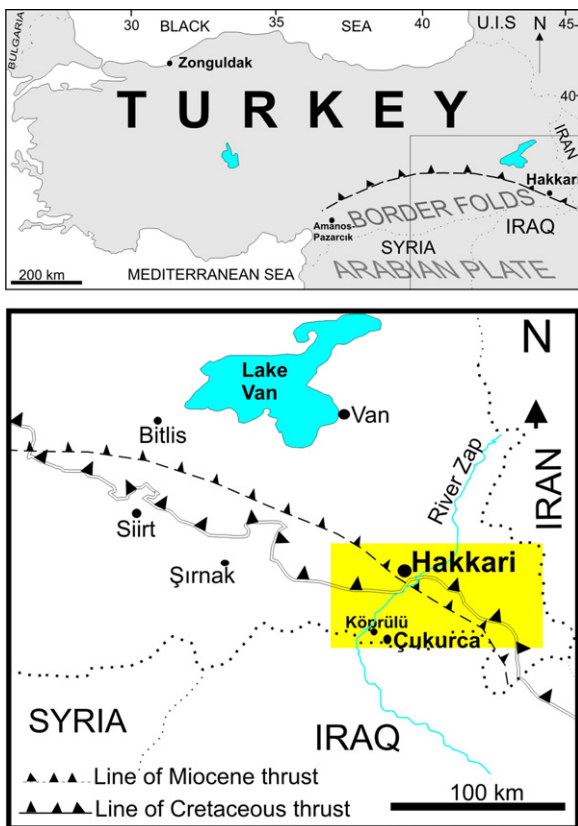 30 BLACK 35 SEA 40 U.I.S N 45
BULGARIA
Zonguldak
40
TURKEY
IRAN
Hakkari
Amanos-
Pazarcık
BORDER FOLDS
IRAQ
SYRIA
200 km
MEDITERRANEAN SEA
ARABIAN PLATE
N
Lake
Van
Van
Bitlis
River Zap
IRAN
Siirt
Hakkari
Şırnak
Köprülü
Çukurca
SYRIA
IRAQ
Line of Miocene thrust
100 km
Line of Cretaceous thrust